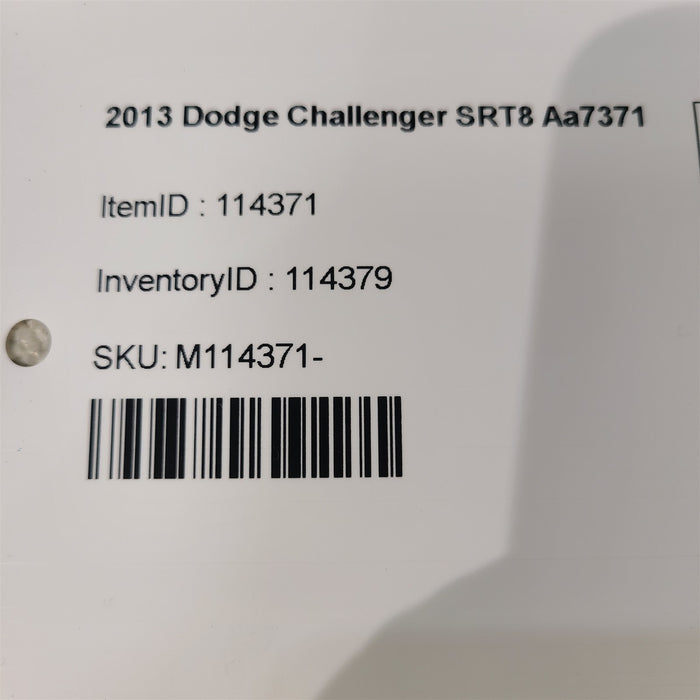 2013 Dodge Challenger SRT8 Aa7371
ItemID : 114371
InventoryID : 114379
SKU: M114371-